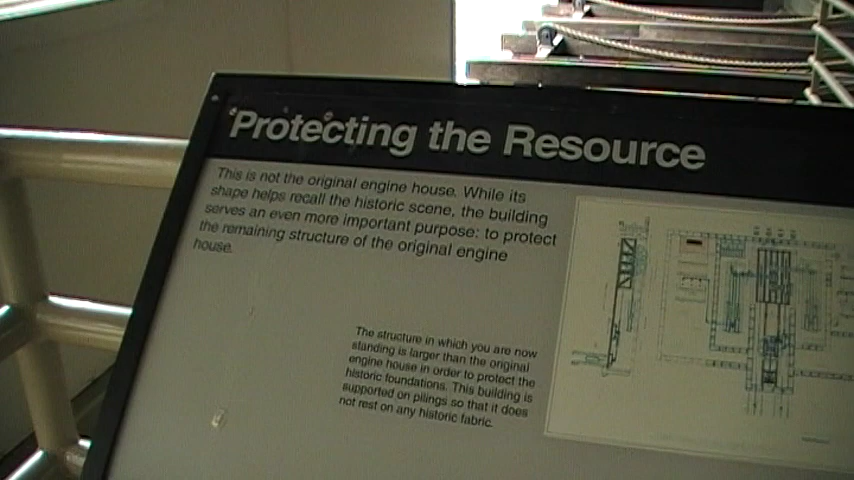 Protecting the Resource
This is not the original engine house. While its
shape helps recall the historic scene, the building
serves an even more important purpose: to protect
the remaining structure of the original engine
house.
The structure in which you are now
standing is larger than the original
engine house in order to protect the
historic foundations. This building is
supported on pilings so that it does
not rest on any historic fabric.